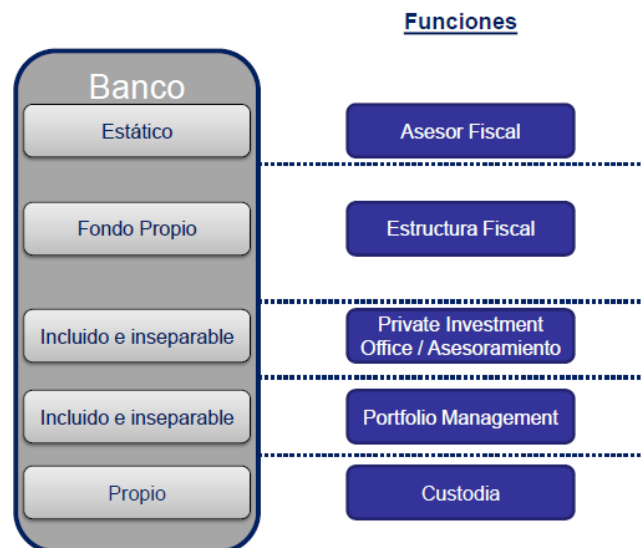 Funciones
Banco
Estático
Asesor Fiscal
Fondo Propio
Estructura Fiscal
Incluido e inseparable
Private Investment
Office / Asesoramiento
Incluido e inseparable
Portfolio Management
Propio
Custodia